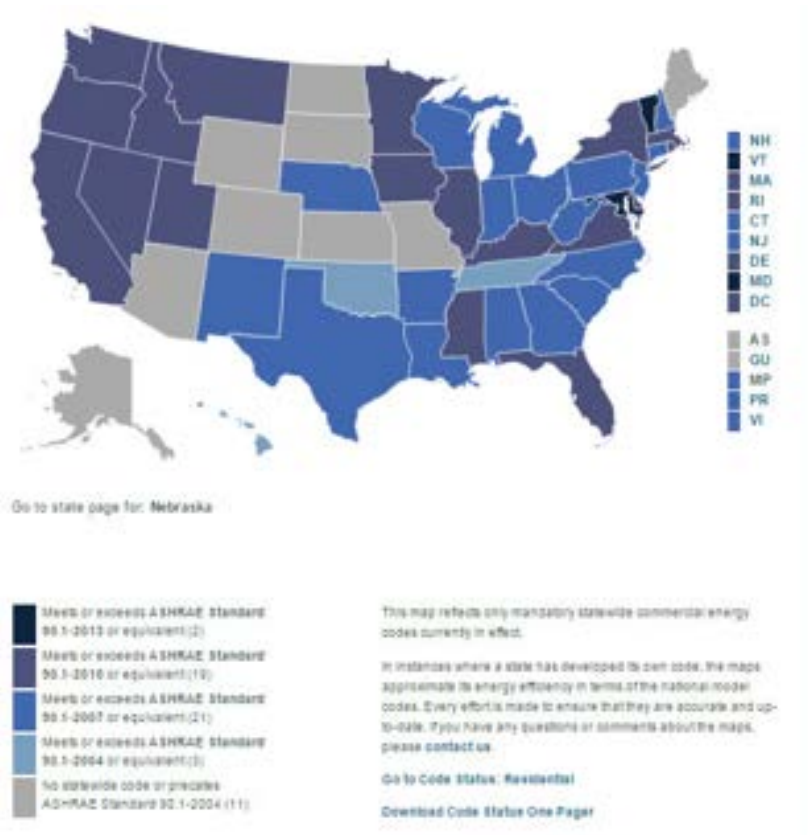 NH
VT
MA
RI
CT
NJ
DE
MD
DC
AS
GU
MP
PR
VI
Go to state page for: Nebraska
Meets or exceeds ASHRAE Standard
90.1-2013 or equivalent (2)
Meets or exceeds ASHRAE Standard
90.1-2010 or equivalent (19)
Meets or exceeds ASHRAE Standard
90.1-2007 or equivalent (21)
Meets or exceeds ASHRAE Standard
90.1-2004 or equivalent (3)
No statewide code or precates
ASHRAE Standard 90.1-2004 (11)
This map reflects only mandatory statewide commercial energy
codes currently in effect.
In instances where a state has developed its own code, the maps
approximate its energy efficiency in terms of the national model
codes. Every effort is made to ensure that they are accurate and up-
to-date. If you have any questions or comments about the maps,
please contact us.
Go to Code Status: Residential
Download Code Status One Pager